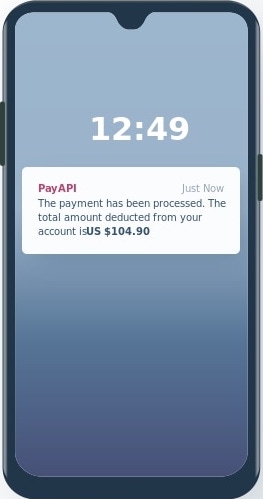 12:49
PayAPI Just Now
The payment has been processed. The
total amount deducted from your
account isUS $104.90